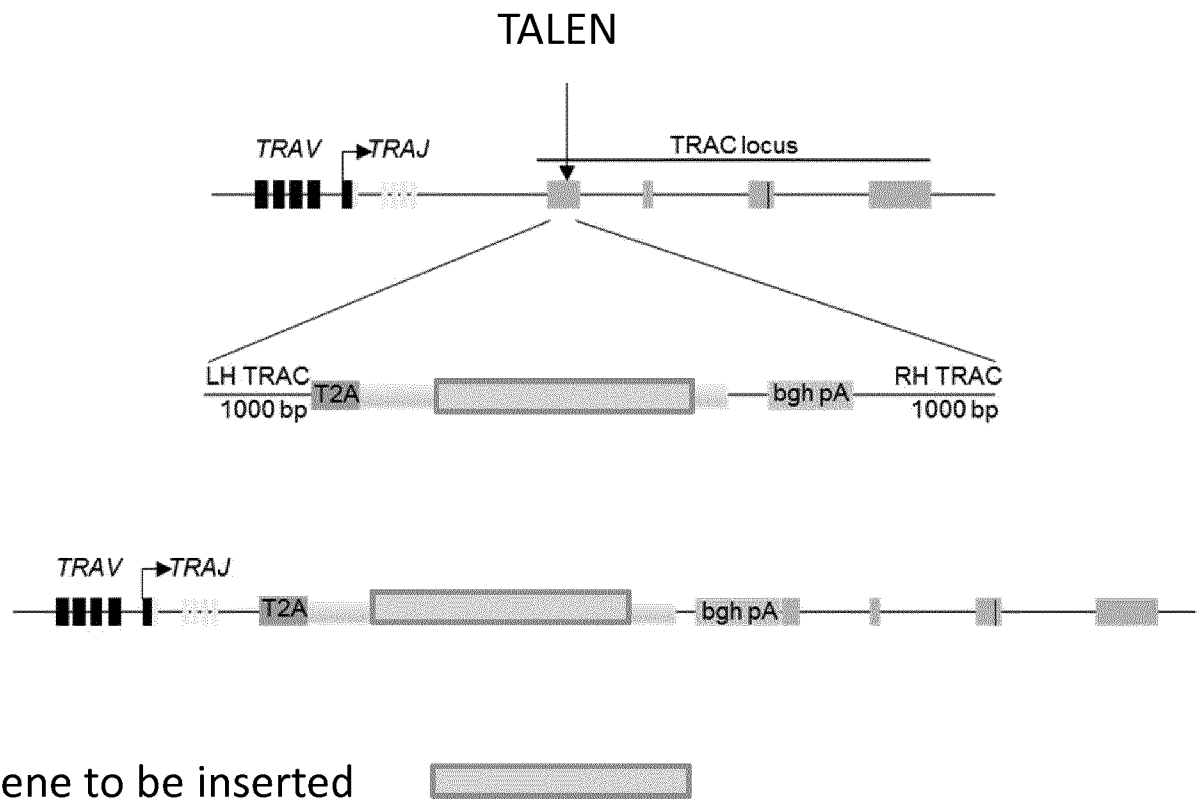 TALEN
TRAV TRAJ TRAC locus
LH TRAC RH TRAC
T2A bgh pA
1000 bp 1000 bp
TRAV TRAJ
T2A bgh pA
ene to be inserted